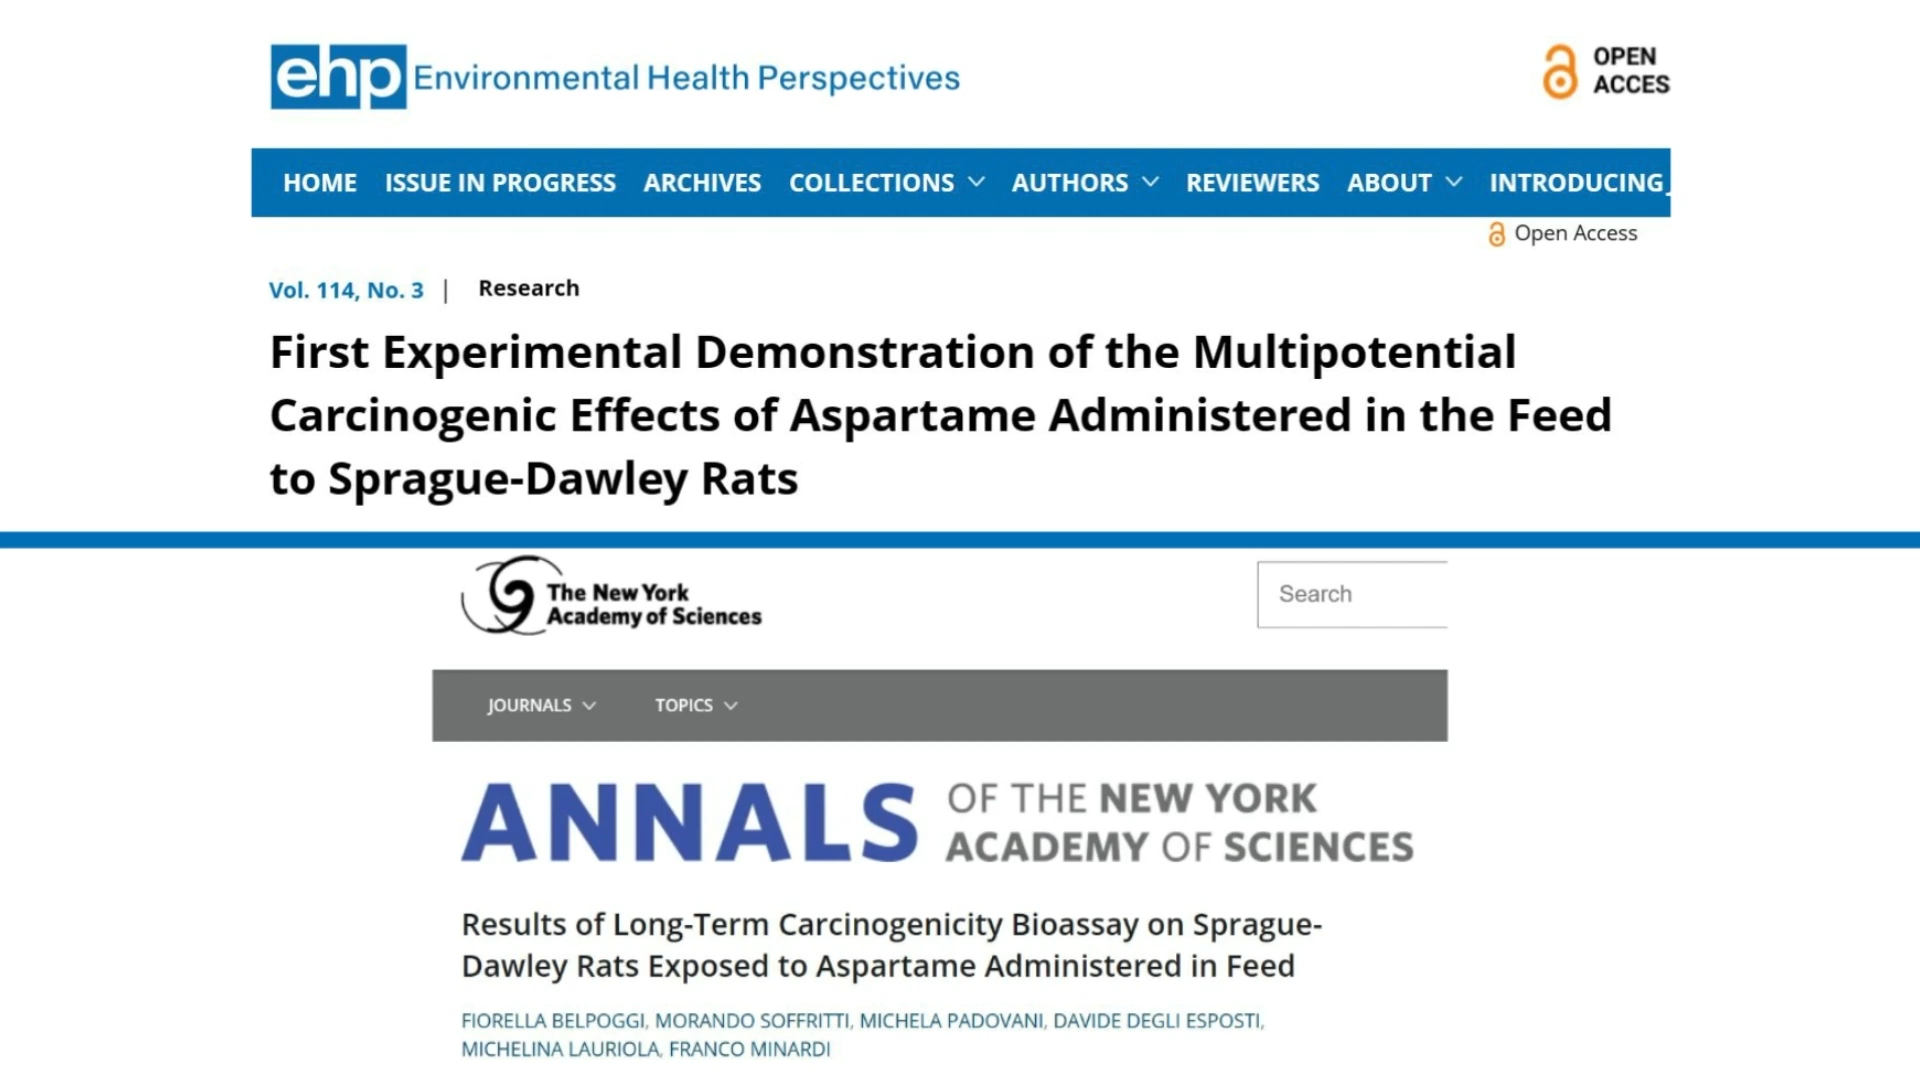 ehp Environmental Health Perspectives
OPEN
ACCES
HOME ISSUE IN PROGRESS ARCHIVES COLLECTIONS AUTHORS REVIEWERS ABOUT INTRODUCING
Open Access
Vol. 114, No. 3 | Research
First Experimental Demonstration of the Multipotential
Carcinogenic Effects of Aspartame Administered in the Feed
to Sprague-Dawley Rats
The New York
Academy of Sciences
Search
JOURNALS TOPICS
ANNALS OF THE NEW YORK
ACADEMY OF SCIENCES
Results of Long-Term Carcinogenicity Bioassay on Sprague-
Dawley Rats Exposed to Aspartame Administered in Feed
FIORELLA BELPOGGI, MORANDO SOFFRITTI, MICHELA PADOVANI, DAVIDE DEGLI ESPOSTI,
MICHELINA LAURIOLA, FRANCO MINARDI